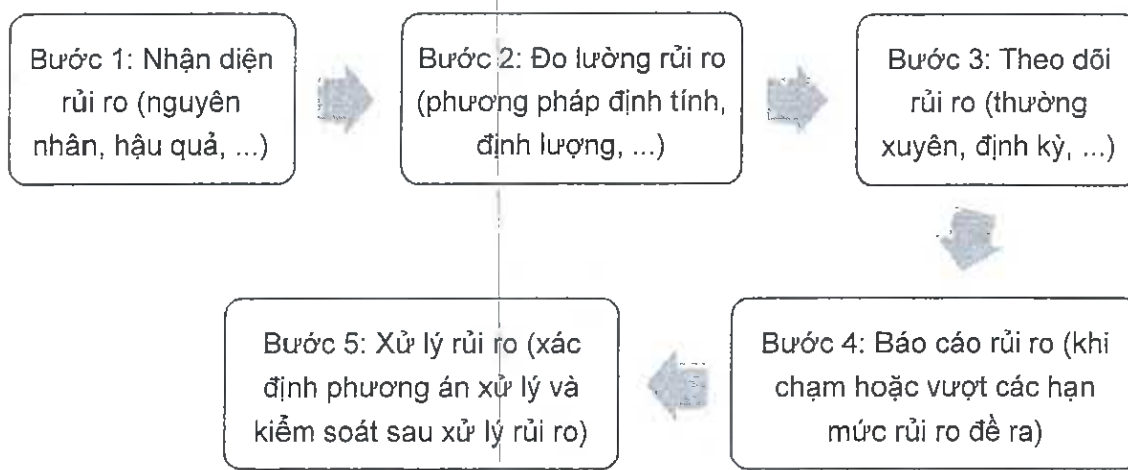 Bước 1: Nhận diện
rủi ro (nguyên
nhân, hậu quả, ...)
Bước 2: Đo lường rủi ro
(phương pháp định tính,
định lượng, ...)
Bước 3: Theo dõi
rủi ro (thường
xuyên, định kỳ, ...)
Bước 4: Báo cáo rủi ro (khi
chạm hoặc vượt các hạn
mức rủi ro đề ra)
Bước 5: Xử lý rủi ro (xác
định phương án xử lý và
kiểm soát sau xử lý rủi ro)